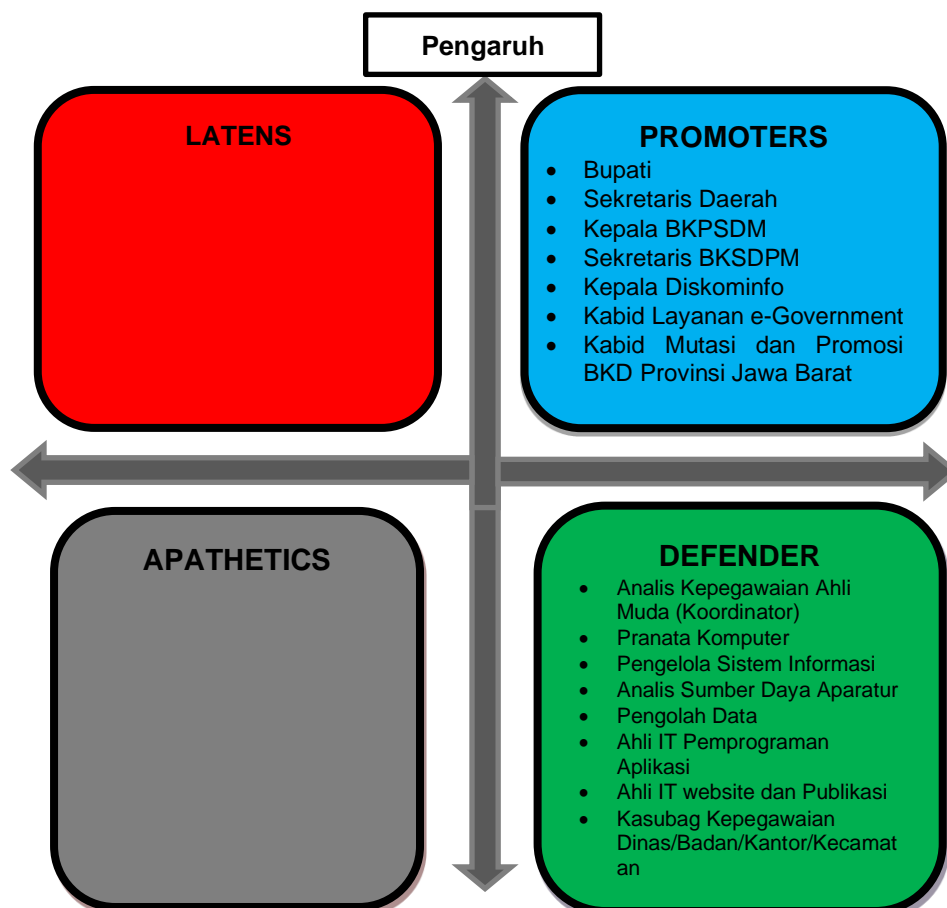 Pengaruh
LATENS
PROMOTERS
• Bupati
• Sekretaris Daerah
• Kepala BKPSDM
• Sekretaris BKSDPM
• Kepala Diskominfo
• Kabid Layanan e-Government
• Kabid Mutasi dan Promosi
BKD Provinsi Jawa Barat
APATHETICS
DEFENDER
• Analis Kepegawaian Ahli
Muda (Koordinator)
• Pranata Komputer
• Pengelola Sistem Informasi
• Analis Sumber Daya Aparatur
• Pengolah Data
• Ahli IT Pemprograman
Aplikasi
• Ahli IT website dan Publikasi
• Kasubag Kepegawaian
Dinas/Badan/Kantor/Kecamat
an